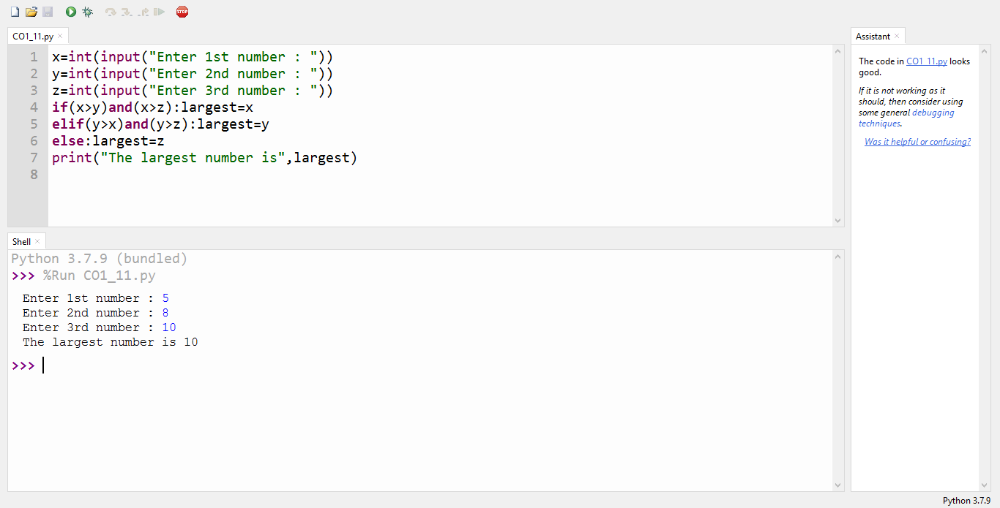 STOP
CO1_11.py ×
1 x=int(input("Enter 1st number : "))
2 y=int(input("Enter 2nd number : "))
3 z=int(input("Enter 3rd number : "))
4 if(x>y)and(x>z):largest=x
5 elif(y>x)and(y>z):largest=y
6 else:largest=z
7 print("The largest number is",largest)
8
Shell ×
Python 3.7.9 (bundled)
>>> %Run CO1_11.py
Enter 1st number : 5
Enter 2nd number : 8
Enter 3rd number : 10
The largest number is 10
>>>
Assistant ×
The code in CO1_11.py looks
good.
If it is not working as it
should, then consider using
some general debugging
techniques.
Was it helpful or confusing?
Python 3.7.9